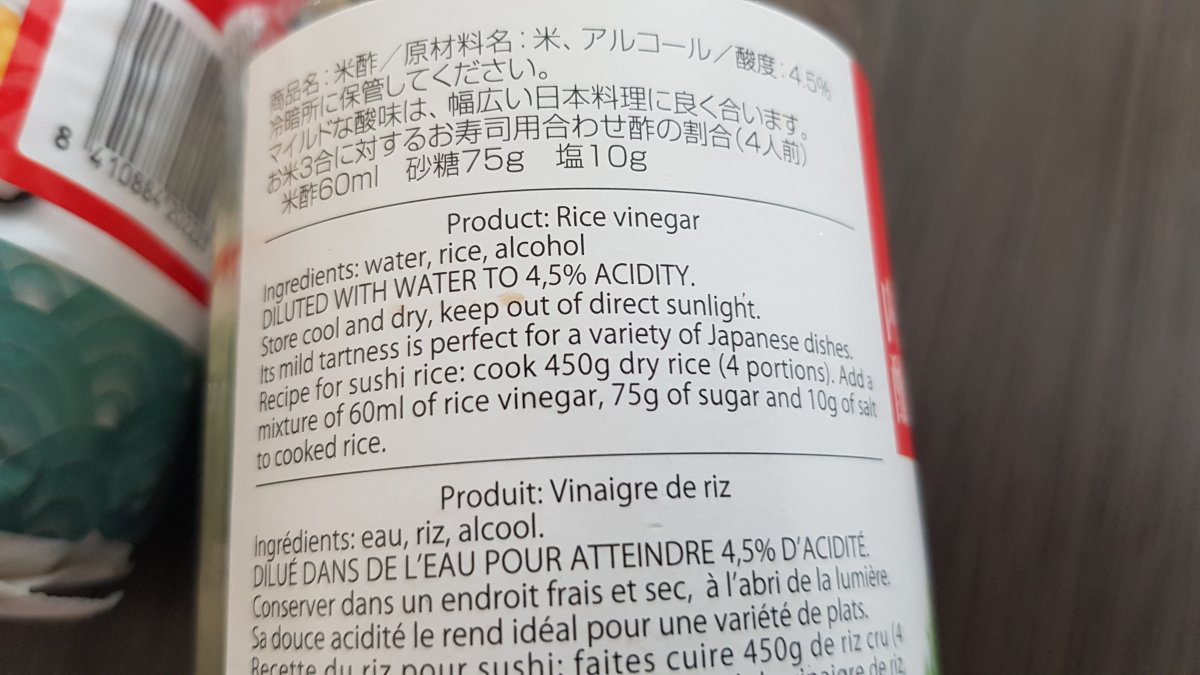 商品名：米酢／原材料名：米、アルコール／酸度：4.5%
冷暗所に保管してください。
マイルドな酸味は、幅広い日本料理に良く合います。
お米3合に対するお寿司用合わせ酢の割合(4人前)
米酢60ml 砂糖75g 塩10g
Product: Rice vinegar
Ingredients: water, rice, alcohol
DILUTED WITH WATER TO 4,5% ACIDITY.
Store cool and dry, keep out of direct sunlight.
Its mild tartness is perfect for a variety of Japanese dishes.
Recipe for sushi rice: cook 450g dry rice (4 portions). Add a
mixture of 60ml of rice vinegar, 75g of sugar and 10g of salt
to cooked rice.
Produit: Vinaigre de riz
Ingrédients: eau, riz, alcool.
DILUÉ DANS DE L'EAU POUR ATTEINDRE 4,5% D'ACIDITÉ.
Conserver dans un endroit frais et sec, à l'abri de la lumière.
Sa douce acidité le rend idéal pour une variété de plats.
Recette du riz pour sushi: faites cuire 450g de riz cru (4
vinaigre de riz
8 410884